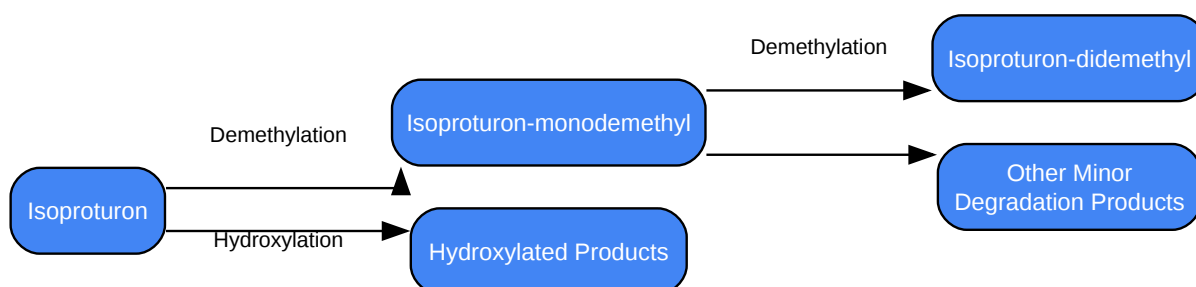 Demethylation
Isoproturon-didemethyl
Isoproturon-monodemethyl
Demethylation
Other Minor
Degradation Products
Isoproturon
Hydroxylation
Hydroxylated Products